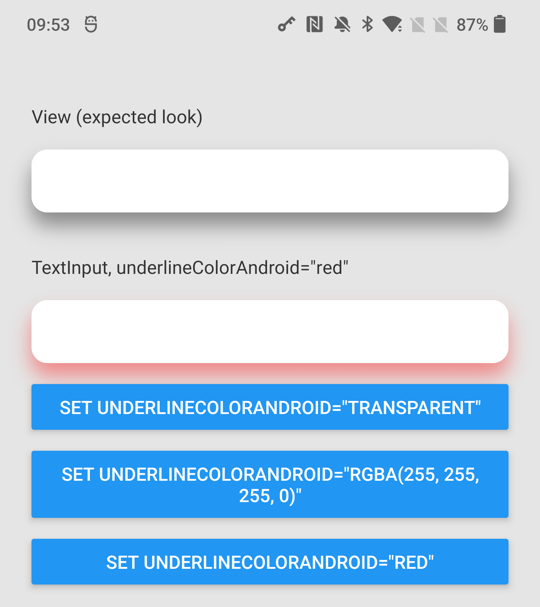 09:53
87%
View (expected look)
TextInput, underlineColorAndroid="red"
SET UNDERLINECOLORANDROID="TRANSPARENT"
SET UNDERLINECOLORANDROID="RGBA(255, 255,
255, 0)"
SET UNDERLINECOLORANDROID="RED"